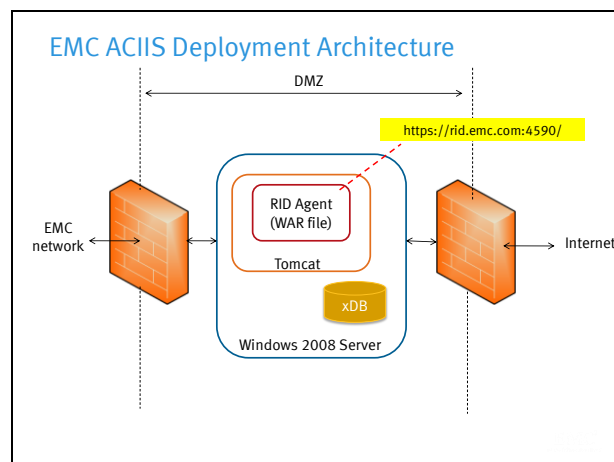 EMC ACIIS Deployment Architecture
DMZ
https://rid.emc.com:4590/
RID Agent
(WAR file)
EMC
network
Internet
Tomcat
xDB
Windows 2008 Server